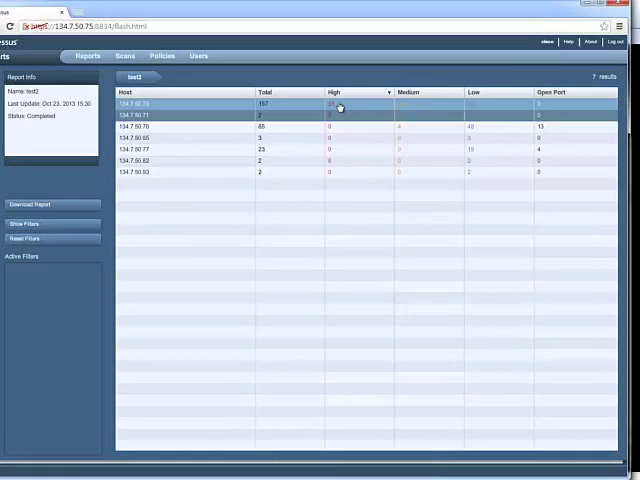 ssus
https://134.7.50.75:8834/flash.html
essus
cisco Help About Log out
rts Reports Scans Policies Users
Report Info
Name: test2
Last Update: Oct 23, 2013 15:30
Status: Completed
Download Report
Show Filters
Reset Filters
Active Filters
test2
7 results
Host Total High Medium Low Open Port
157
134.7.50.71 2 0
134.7.50.76 65 0 4 48 13
134.7.50.65 3 0 0 3 0
134.7.50.77 23 0 0 19 4
134.7.50.82 2 0 0 2 0
134.7.50.93 2 0 0 2 0